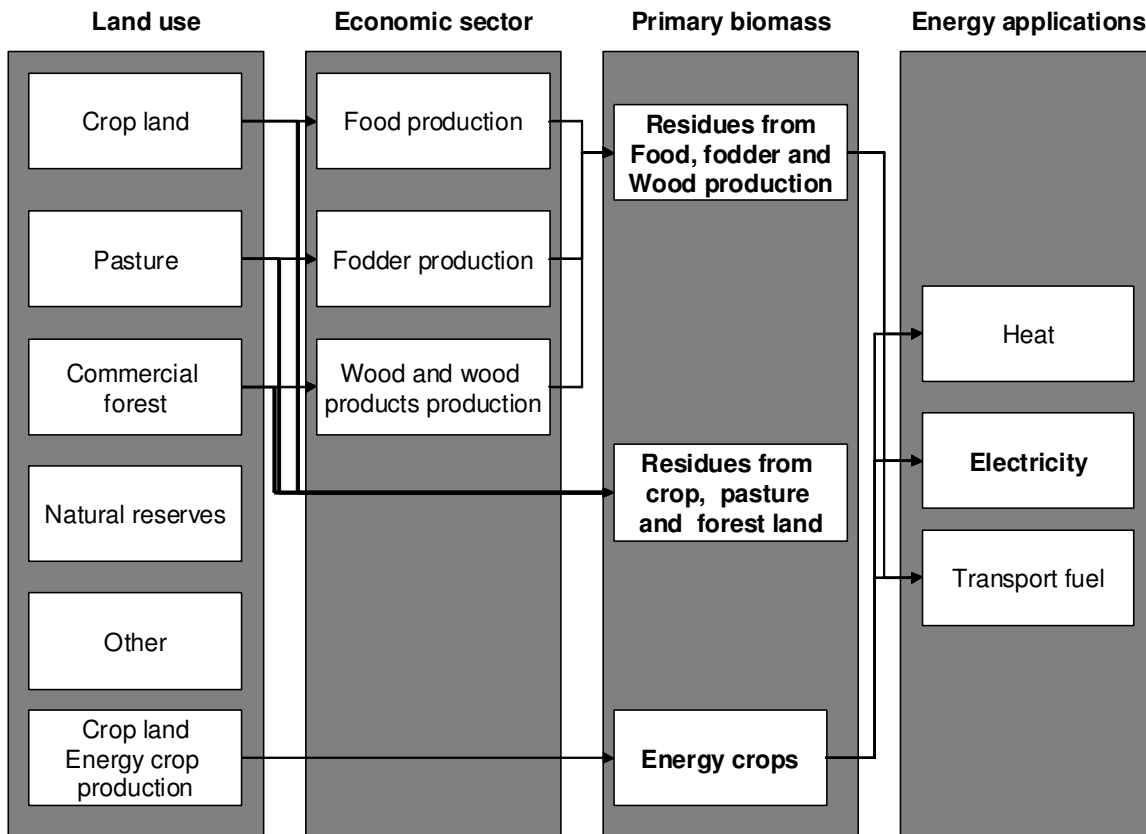 Land use
Economic sector
Primary biomass
Energy applications
Crop land
Pasture
Commercial
forest
Natural reserves
Other
Crop land
Energy crop
production
Food production
Fodder production
Wood and wood
products production
Residues from
Food, fodder and
Wood production
Residues from
crop, pasture
and forest land
Energy crops
Heat
Electricity
Transport fuel